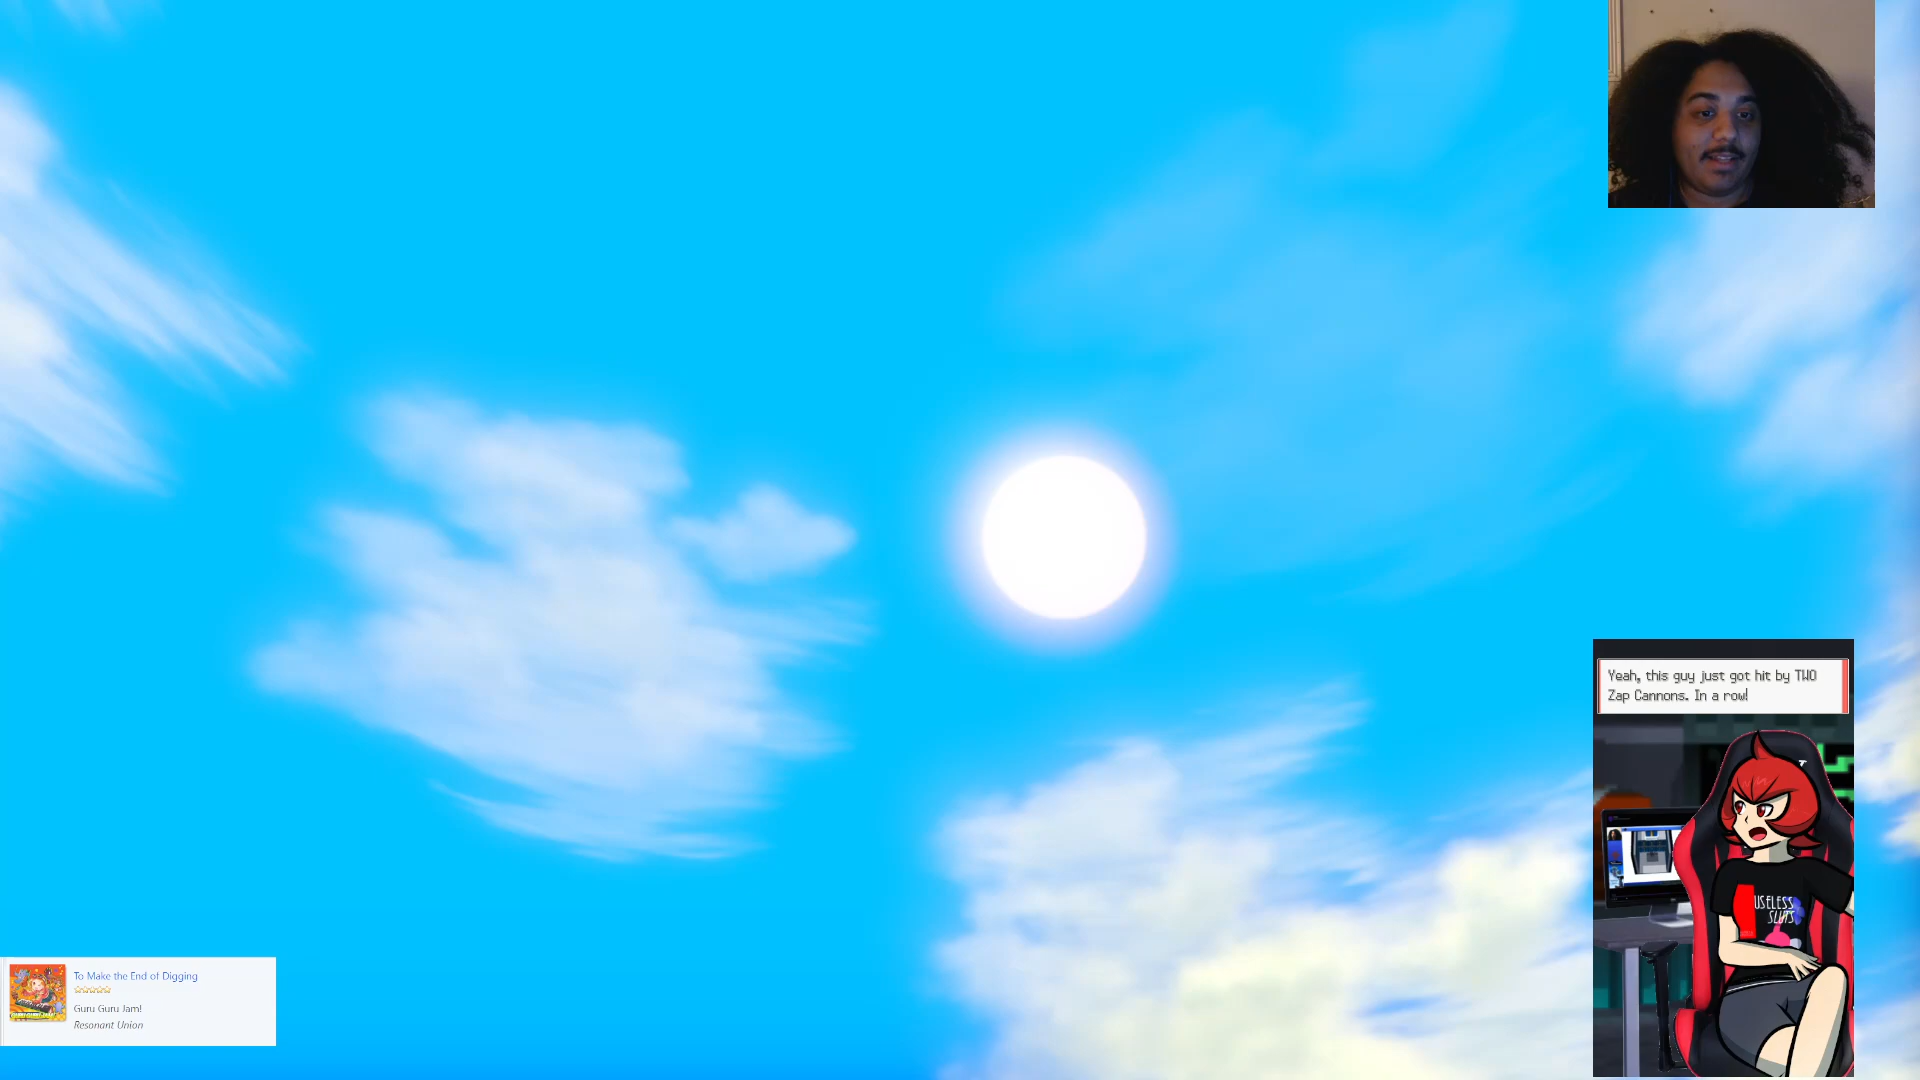 Yeah, this guy just got hit by TWO
Zap Cannons. In a row!
USELESS
SLUTS
To Make the End of Digging
Guru Guru Jam!
Resonant Union